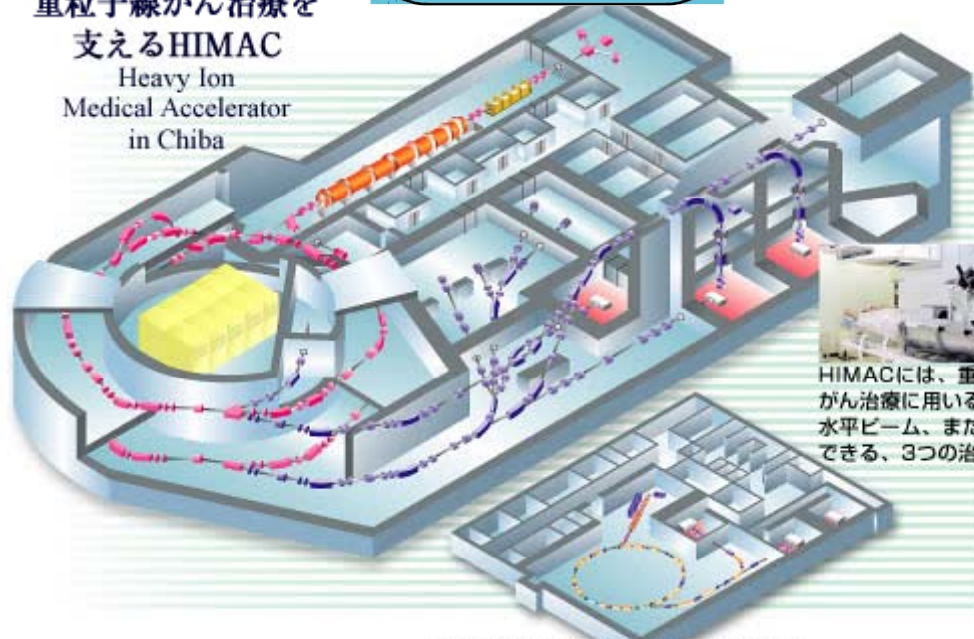 重粒子線がん治療を
支えるHIMAC
Heavy Ion
Medical Accelerator
in Chiba
HIMACには、重
がん治療に用いる
水平ビーム、また
できる、3つの治